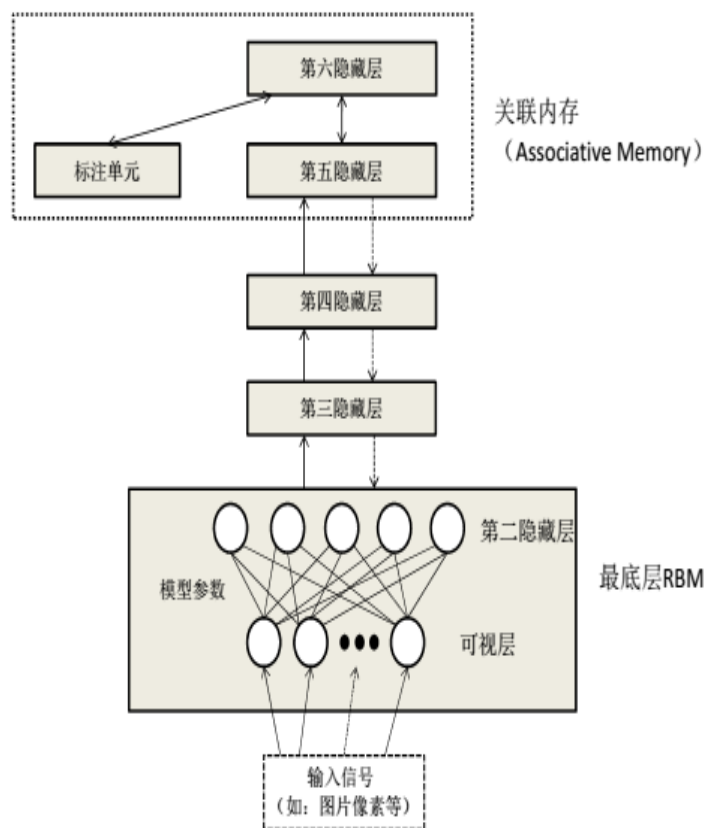 第六隐藏层
关联内存
（Associative Memory）
标注单元
第五隐藏层
第四隐藏层
第三隐藏层
第二隐藏层
模型参数
最底层RBM
可视层
输入信号
（如：图片像素等）